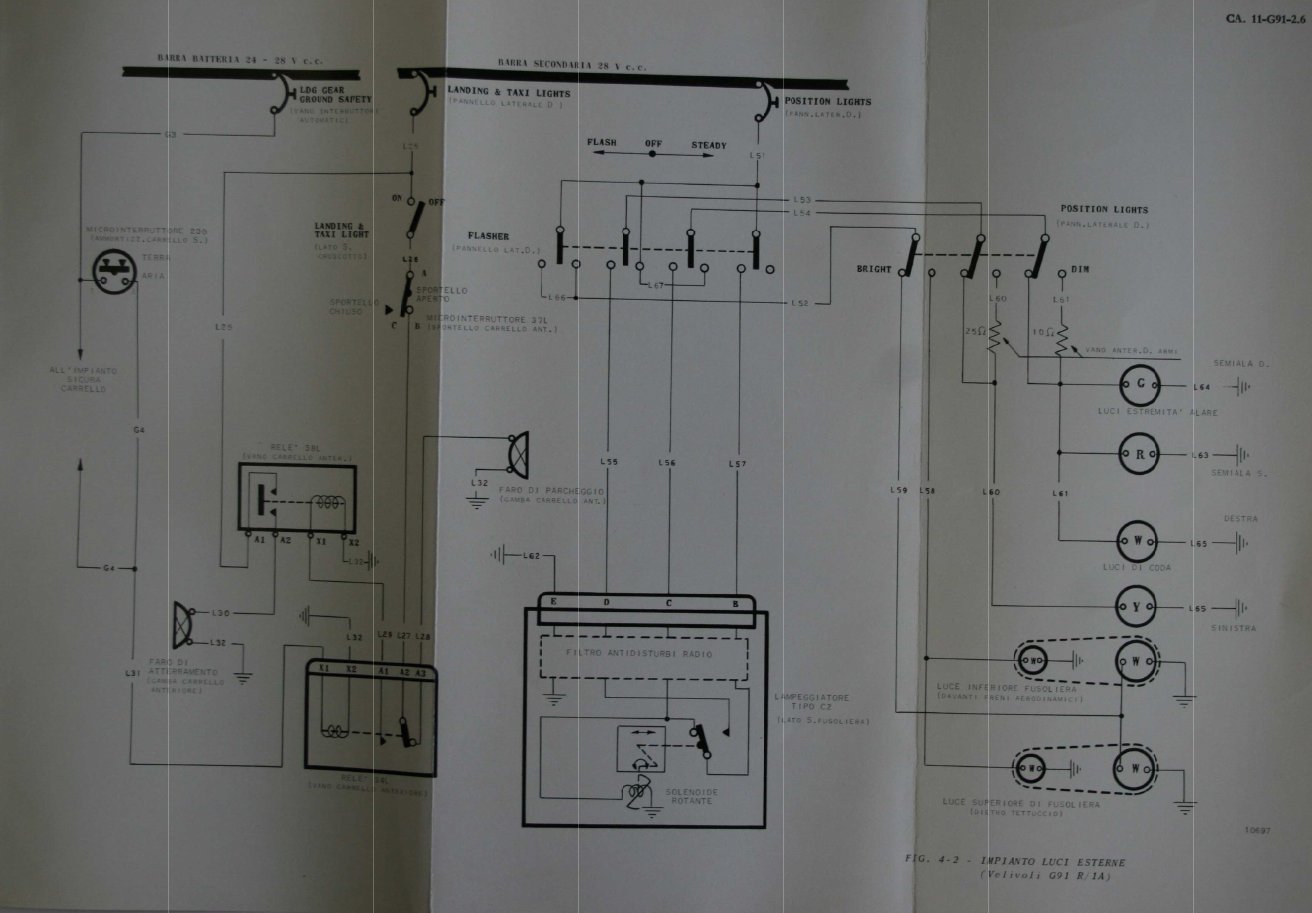 CA. 11-G91-2.6
BARRA BATTERIA 24 - 28 V c.c.
BARRA SECONDARIA 28 V c.c.
LDG GEAR
GROUND SAFETY
(VANO INTERRUTTORI
AUTOMATICI)
LANDING & TAXI LIGHTS
(PANNELLO LATERALE D.)
POSITION LIGHTS
(PANN.LATER.D.)
G3
L25
L51
FLASH OFF STEADY
L53
L54
ON OFF
LANDING &
TAXI LIGHT
(LATO S.
CRUSCOTTO)
L26
FLASHER
(PANNELLO LAT.D.)
POSITION LIGHTS
(PANN.LATERALE D.)
MICROINTERRUTTORE 200
(AMMORTIZZ.CARRELLO S.)
TERRA
ARIA
BRIGHT
DIM
A
SPORTELLO
APERTO
SPORTELLO
CHIUSO
C B
MICROINTERRUTTORE 37L
(SPORTELLO CARRELLO ANT.)
L66
L67
L52
L60
L61
L25
25Ω
10Ω
VANO ANTER.D. ARMI
ALL'IMPIANTO
SICURA
CARRELLO
SEMIALA D.
G
L64
LUCI ESTREMITA' ALARE
G4
RELE' 38L
(VANO CARRELLO ANTER.)
R
L63
SEMIALA S.
L55
L56
L57
L32
FARO DI PARCHEGGIO
(GAMBA CARRELLO ANT.)
L59
L58
L60
L61
DESTRA
A1 A2 X1 X2
L32
W
L65
LUCI DI CODA
L62
G4
E D C B
Y
L65
SINISTRA
L30
L32
FARO DI
ATTERRAMENTO
(GAMBA CARRELLO
ANTERIORE)
L32 L29 L27 L28
X1 X2 A1 A2 A3
L31
FILTRO ANTIDISTURBI RADIO
W W
LUCE INFERIORE FUSOLIERA
(DAVANTI FRENI AERODINAMICI)
LAMPEGGIATORE
TIPO C2
(LATO S.FUSOLIERA)
W W
SOLENOIDE
ROTANTE
(VANO CARRELLO ANTERIORE)
LUCE SUPERIORE DI FUSOLIERA
(DIETRO TETTUCCIO)
10697
FIG. 4-2 - IMPIANTO LUCI ESTERNE
(Velivoli G91 R/1A)